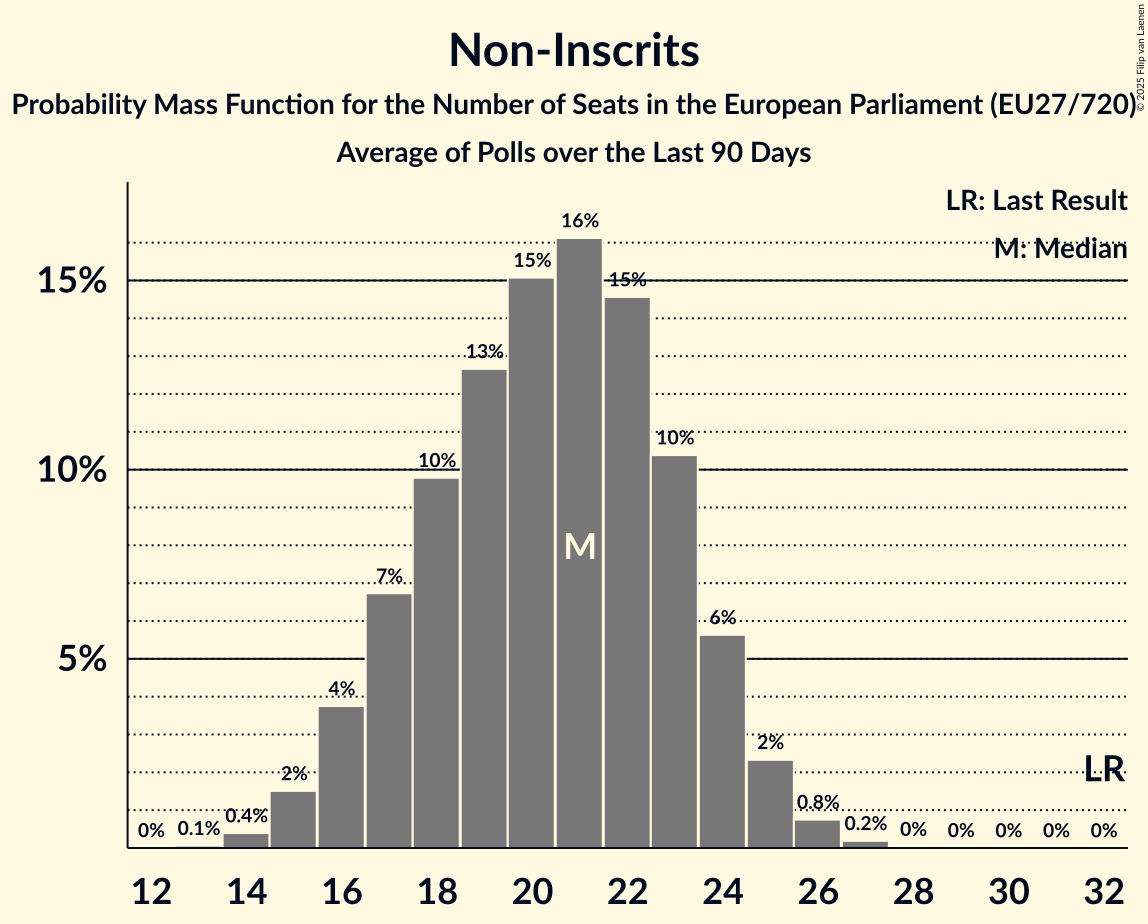 Non-Inscrits
Probability Mass Function for the Number of Seats in the European Parliament (EU27/720)
Average of Polls over the Last 90 Days
© 2025 Filip van Laenen
LR: Last Result
M: Median
15%
10%
5%
0%
0.1%
0.4%
2%
4%
7%
10%
13%
15%
16%
15%
10%
6%
2%
0.8%
0.2%
0%
0%
0%
0%
0%
M
LR
12 14 16 18 20 22 24 26 28 30 32